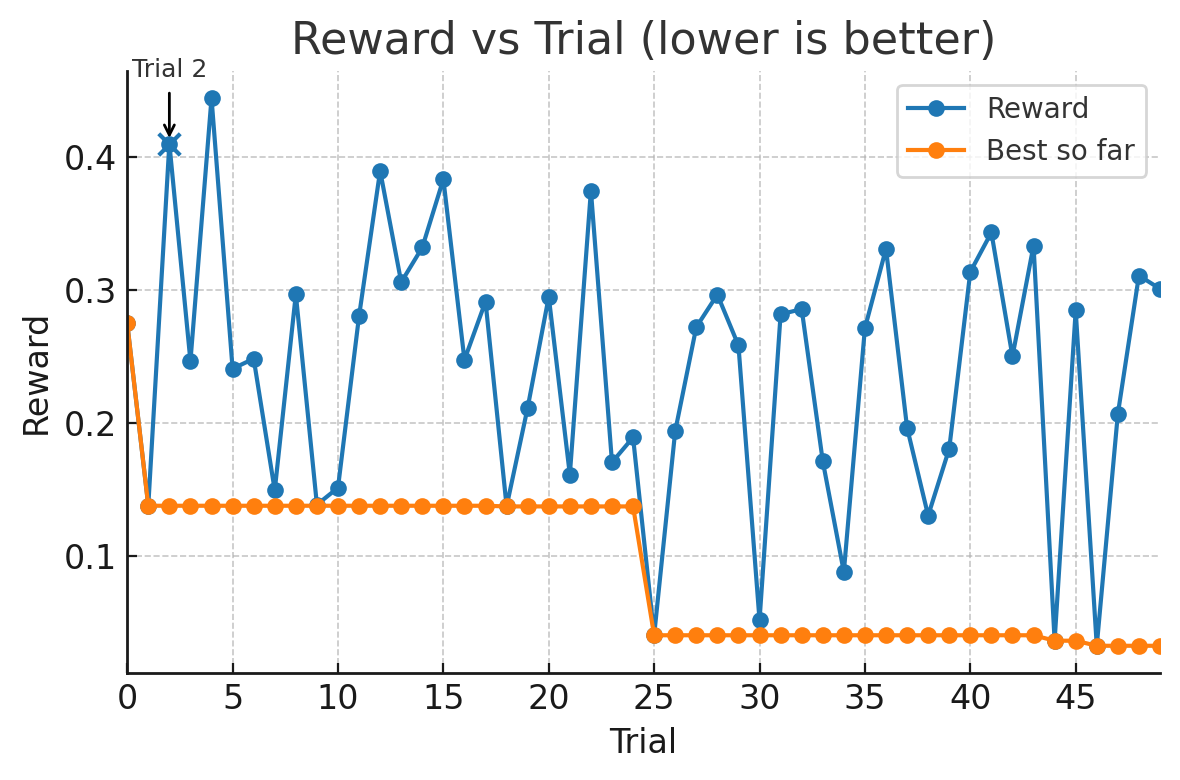 Reward vs Trial (lower is better)
Trial 2
Reward
Best so far
0.4
0.3
0.2
0.1
Reward
0 5 10 15 20 25 30 35 40 45
Trial